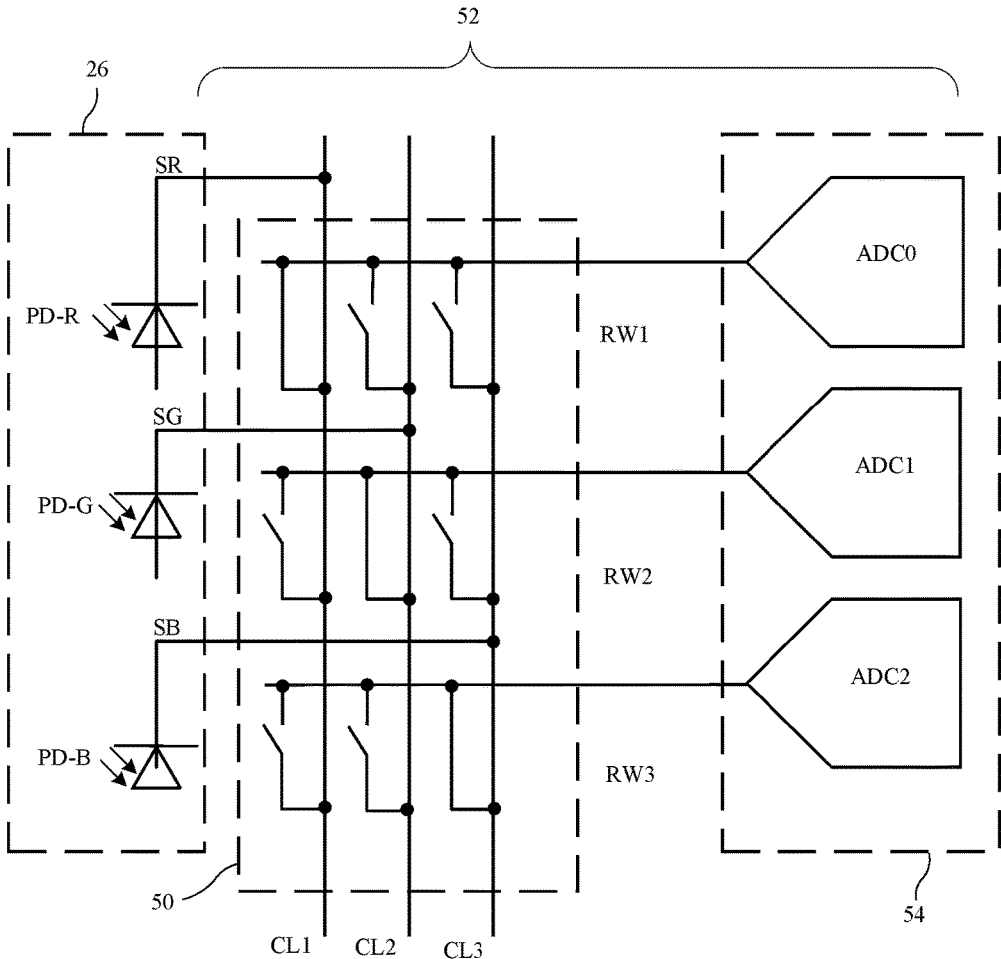 52
26
SR
ADC0
PD-R
RW1
SG
ADC1
PD-G
RW2
SB
ADC2
PD-B
RW3
50
54
CL1
CL2
CL3